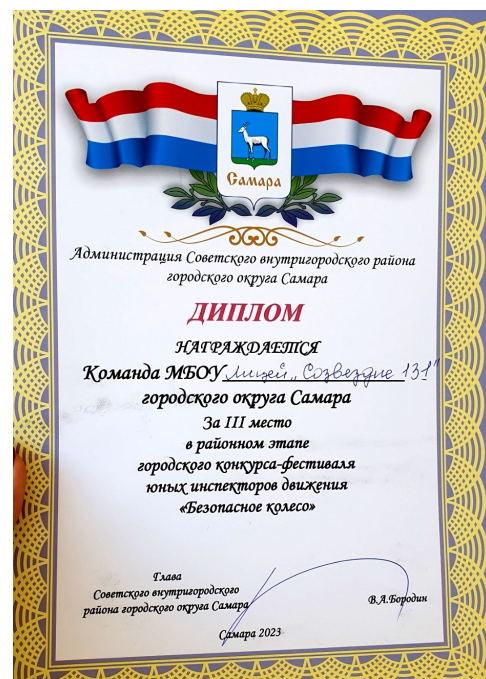 Самара
Администрация Советского внутригородского района
городского округа Самара
ДИПЛОМ
НАГРАЖДАЕТСЯ
Команда МБОУ Лицей „Созвездие 131"
городского округа Самара
За III место
в районном этапе
городского конкурса-фестиваля
юных инспекторов движения
«Безопасное колесо»
Глава
Советского внутригородского
района городского округа Самара
В.А.Бородин
Самара 2023